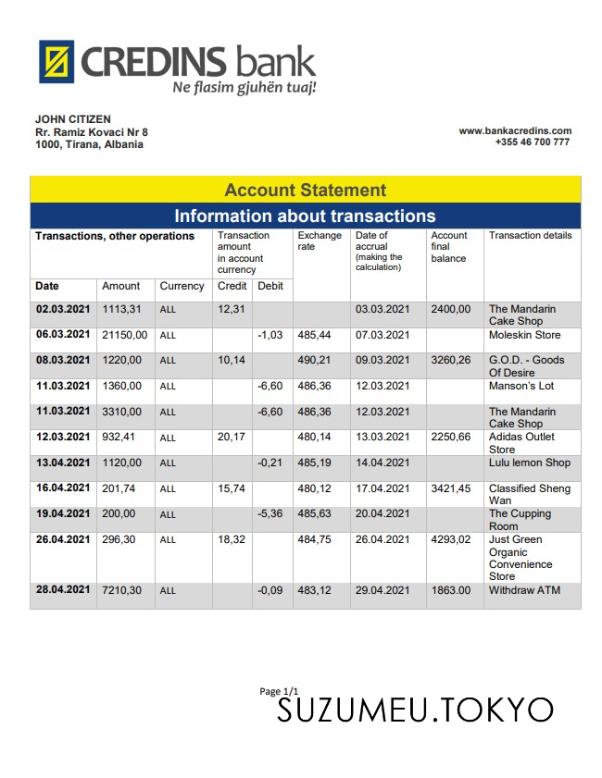 CREDINS bank
Ne flasim gjuhën tuaj!
JOHN CITIZEN
Rr. Ramiz Kovaci Nr 8
1000, Tirana, Albania
www.bankacredins.com
+355 46 700 777
Account Statement
Information about transactions
Transactions, other operations
Transaction
amount
in account
currency
Exchange
rate
Date of
accrual
(making the
calculation)
Account
final
balance
Transaction details
Date Amount Currency Credit Debit
02.03.2021 1113,31 ALL 12,31 03.03.2021 2400,00 The Mandarin
Cake Shop
06.03.2021 21150,00 ALL -1,03 485,44 07.03.2021 Moleskin Store
08.03.2021 1220,00 ALL 10,14 490,21 09.03.2021 3260,26 G.O.D. - Goods
Of Desire
11.03.2021 1360,00 ALL -6,60 486,36 12.03.2021 Manson's Lot
11.03.2021 3310,00 ALL -6,60 486,36 12.03.2021 The Mandarin
Cake Shop
12.03.2021 932,41 ALL 20,17 480,14 13.03.2021 2250,66 Adidas Outlet
Store
13.04.2021 1120,00 ALL -0,21 485,19 14.04.2021 Lulu lemon Shop
16.04.2021 201,74 ALL 15,74 480,12 17.04.2021 3421,45 Classified Sheng
Wan
19.04.2021 200,00 ALL -5,36 485,63 20.04.2021 The Cupping
Room
26.04.2021 296,30 ALL 18,32 484,75 26.04.2021 4293,02 Just Green
Organic
Convenience
Store
28.04.2021 7210,30 ALL -0,09 483,12 29.04.2021 1863.00 Withdraw ATM
Page 1/1
SUZUMEU.TOKYO